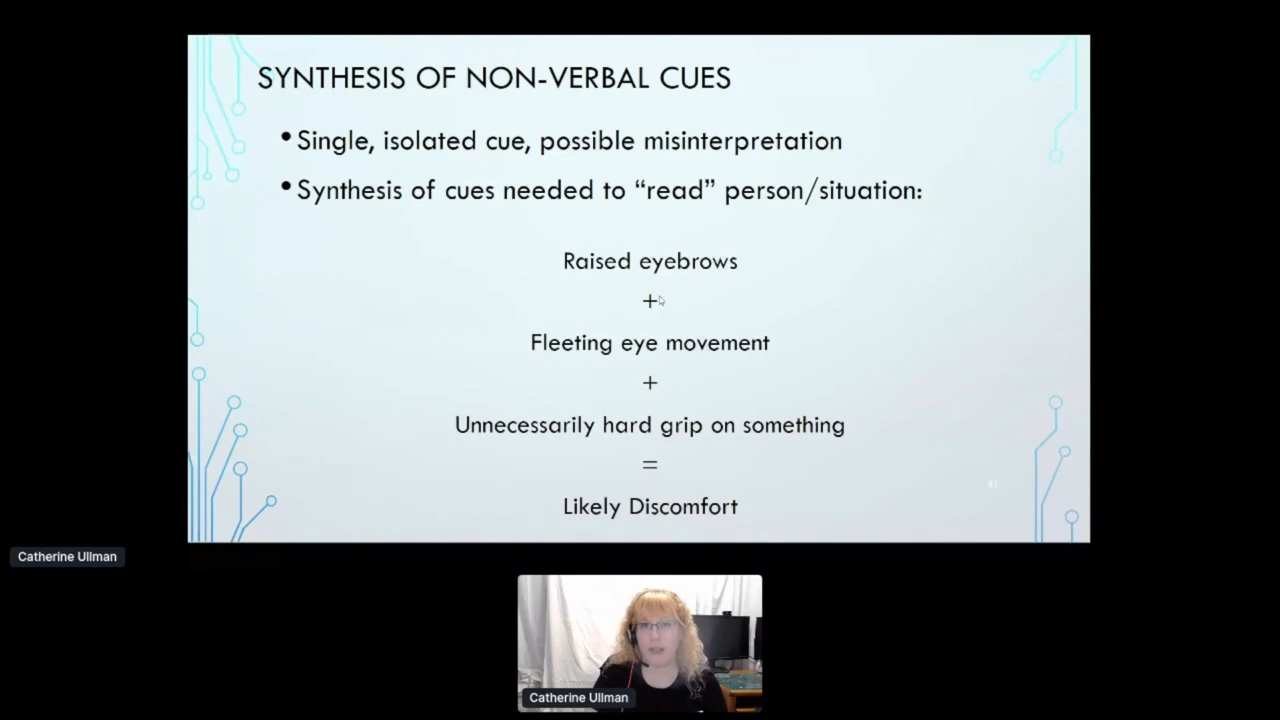 SYNTHESIS OF NON-VERBAL CUES
• Single, isolated cue, possible misinterpretation
• Synthesis of cues needed to “read” person/situation:
Raised eyebrows
+
Fleeting eye movement
+
Unnecessarily hard grip on something
=
Likely Discomfort
Catherine Ullman
Catherine Ullman